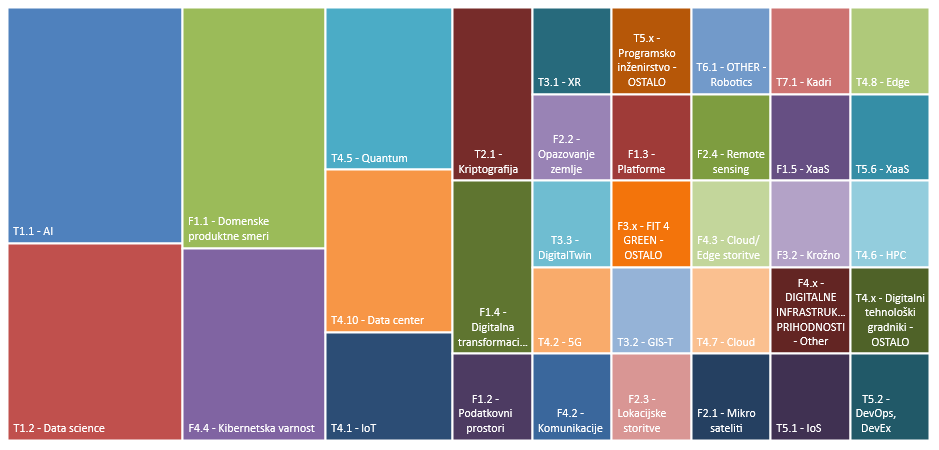 T1.1 - AI
T1.2 - Data science
F1.1 - Domenske
produktne smeri
F4.4 - Kibernetska varnost
T4.5 - Quantum
T4.10 - Data center
T4.1 - IoT
T2.1 -
Kriptografija
F1.4 -
Digitalna
transformaci...
F1.2 -
Podatkovni
prostori
T3.1 - XR
F2.2 -
Opazovanje
zemlje
T3.3 -
DigitalTwin
T4.2 - 5G
F4.2 -
Komunikacije
T5.x -
Programsko
inženirstvo -
OSTALO
F1.3 -
Platforme
F3.x - FIT 4
GREEN -
OSTALO
T3.2 - GIS-T
F2.3 -
Lokacijske
storitve
T6.1 - OTHER -
Robotics
F2.4 - Remote
sensing
F4.3 - Cloud/
Edge storitve
T4.7 - Cloud
F2.1 - Mikro
sateliti
T7.1 - Kadri
F1.5 - XaaS
F3.2 - Krožno
F4.x -
DIGITALNE
INFRASTRUK...
PRIHODNOSTI
- Other
T5.1 - IoS
T4.8 - Edge
T5.6 - XaaS
T4.6 - HPC
T4.x - Digitalni
tehnološki
gradniki -
OSTALO
T5.2 -
DevOps,
DevEx